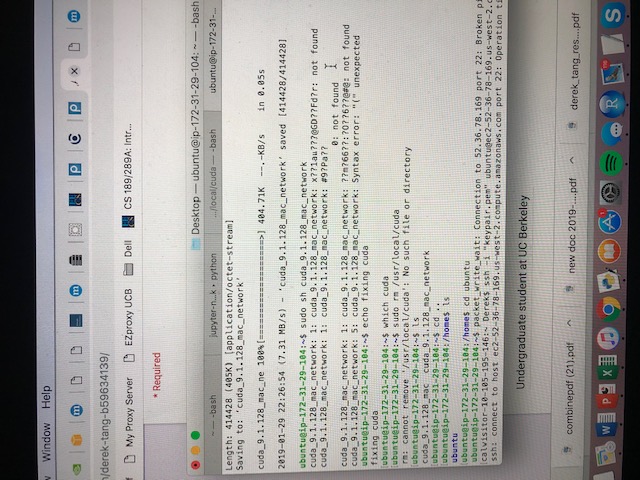 w Window Help
n/derek-tang-b59634139/
My Proxy Server EZproxy UCB Dell CS 189/289A: Intr...
* Required
Desktop — ubuntu@ip-172-31-29-104: ~ — -bash
~ — -bash jupyter-n...k • python .../local/cuda — -bash ubuntu@ip-172-31-...
Length: 414428 (405K) [application/octet-stream]
Saving to: 'cuda_9.1.128_mac_network'
cuda_9.1.128_mac_ne 100%[===================>] 404.71K --.-KB/s in 0.05s
2019-01-29 22:26:54 (7.31 MB/s) - 'cuda_9.1.128_mac_network' saved [414428/414428]
ubuntu@ip-172-31-29-104:~$ sudo sh cuda_9.1.128_mac_network
cuda_9.1.128_mac_network: 1: cuda_9.1.128_mac_network: x??1au???@GD??Fd?r: not found
cuda_9.1.128_mac_network: 1: cuda_9.1.128_mac_network: #9?Pa??
0: not found
cuda_9.1.128_mac_network: 1: cuda_9.1.128_mac_network: ??m?66??:?O??6??@#@: not found
cuda_9.1.128_mac_network: 5: cuda_9.1.128_mac_network: Syntax error: "(" unexpected
ubuntu@ip-172-31-29-104:~$ echo fixing cuda
fixing cuda
ubuntu@ip-172-31-29-104:~$ which cuda
ubuntu@ip-172-31-29-104:~$ sudo rm /usr/local/cuda
rm: cannot remove '/usr/local/cuda': No such file or directory
ubuntu@ip-172-31-29-104:~$ ls
cuda_9.1.128_mac cuda_9.1.128_mac_network
ubuntu@ip-172-31-29-104:~$ cd ..
ubuntu@ip-172-31-29-104:/home$ ls
ubuntu
ubuntu@ip-172-31-29-104:/home$ cd ubuntu
ubuntu@ip-172-31-29-104:~$ packet_write_wait: Connection to 52.36.78.169 port 22: Broken pi
calvisitor-10-105-195-146:~ Derek$ ssh -i "keypair.pem" ubuntu@ec2-52-36-78-169.us-west-2.c
ssh: connect to host ec2-52-36-78-169.us-west-2.compute.amazonaws.com port 22: Operation ti
Undergraduate student at UC Berkeley
combinepdf (21).pdf new doc 2019-....pdf derek_tang_res....pdf